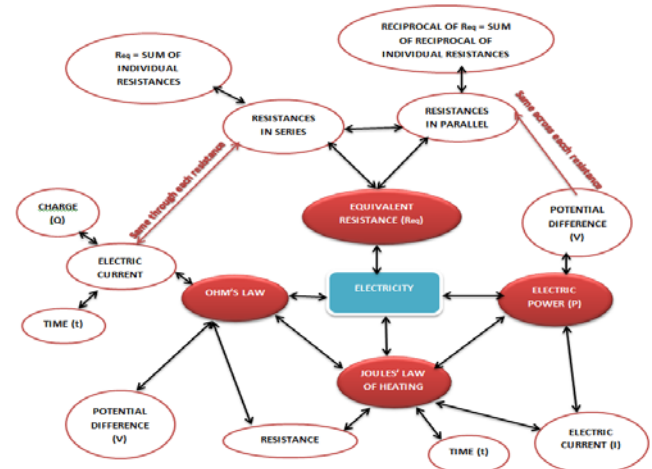 RECIPROCAL OF Req = SUM
OF RECIPROCAL OF
INDIVIDUAL RESISTANCES
Req = SUM OF
INDIVIDUAL
RESISTANCES
RESISTANCES
IN SERIES
RESISTANCES
IN PARALLEL
Same through each resistance
Same across eacch resistance
CHARGE
(Q)
EQUIVALENT
RESISTANCE (Req)
POTENTIAL
DIFFERENCE
(V)
ELECTRIC
CURRENT
OHM'S LAW
ELECTRICITY
ELECTRIC
POWER (P)
TIME (t)
JOULES' LAW
OF HEATING
POTENTIAL
DIFFERENCE
(V)
RESISTANCE
TIME (t)
ELECTRIC
CURRENT (I)